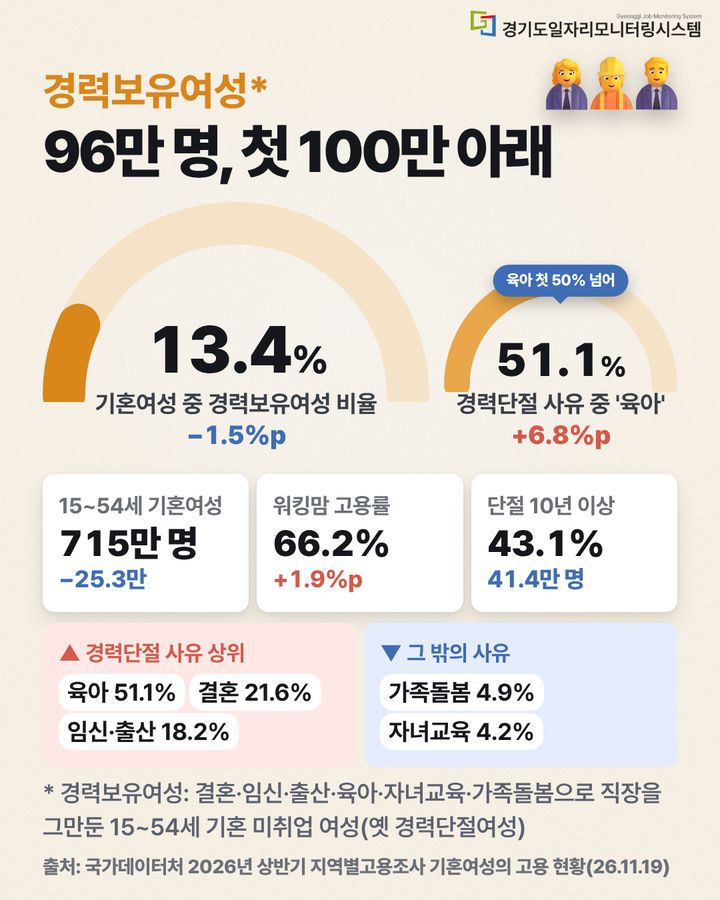 Gyeonggi Job Monitoring System
경기도일자리모니터링시스템
경력보유여성*
96만 명, 첫 100만 아래
13.4%
기혼여성 중 경력보유여성 비율
−1.5%p
육아 첫 50% 넘어
51.1%
경력단절 사유 중 '육아'
+6.8%p
15~54세 기혼여성
715만 명
−25.3만
워킹맘 고용률
66.2%
+1.9%p
단절 10년 이상
43.1%
41.4만 명
▲ 경력단절 사유 상위
육아 51.1% 결혼 21.6%
임신·출산 18.2%
▼ 그 밖의 사유
가족돌봄 4.9%
자녀교육 4.2%
* 경력보유여성: 결혼·임신·출산·육아·자녀교육·가족돌봄으로 직장을
그만둔 15~54세 기혼 미취업 여성(옛 경력단절여성)
출처: 국가데이터처 2026년 상반기 지역별고용조사 기혼여성의 고용 현황(26.11.19)